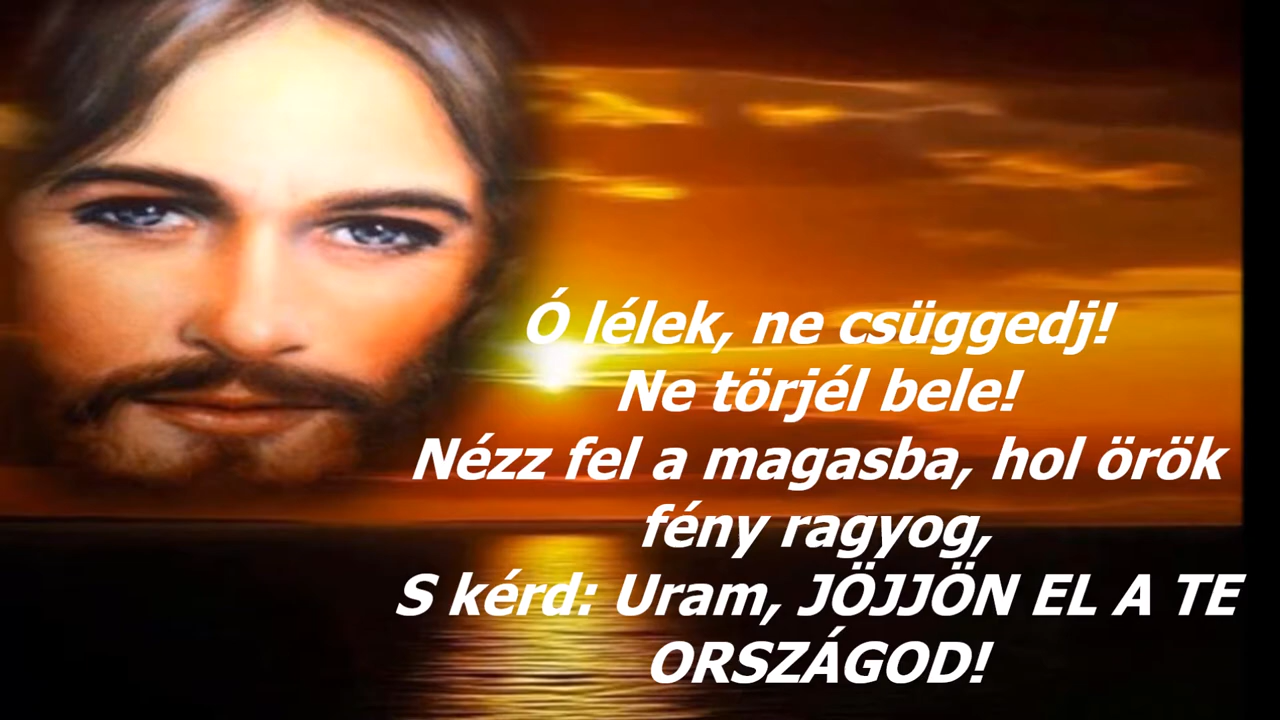 Ó lélek, ne csüggedj!
Ne törjél bele!
Nézz fel a magasba, hol örök
fény ragyog,
S kérd: Uram, JÖJJÖN EL A TE
ORSZÁGOD!